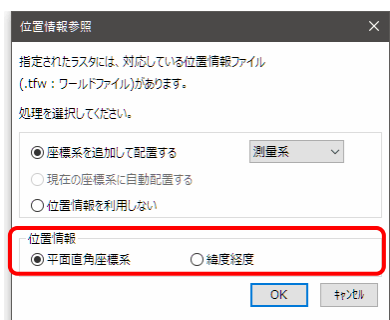 位置情報参照
指定されたラスタには、対応している位置情報ファイル
(.tfw：ワールドファイル)があります。
処理を選択してください。
座標系を追加して配置する 測量系
現在の座標系に自動配置する
位置情報を利用しない
位置情報
平面直角座標系 緯度経度
OK ｷｬﾝｾﾙ